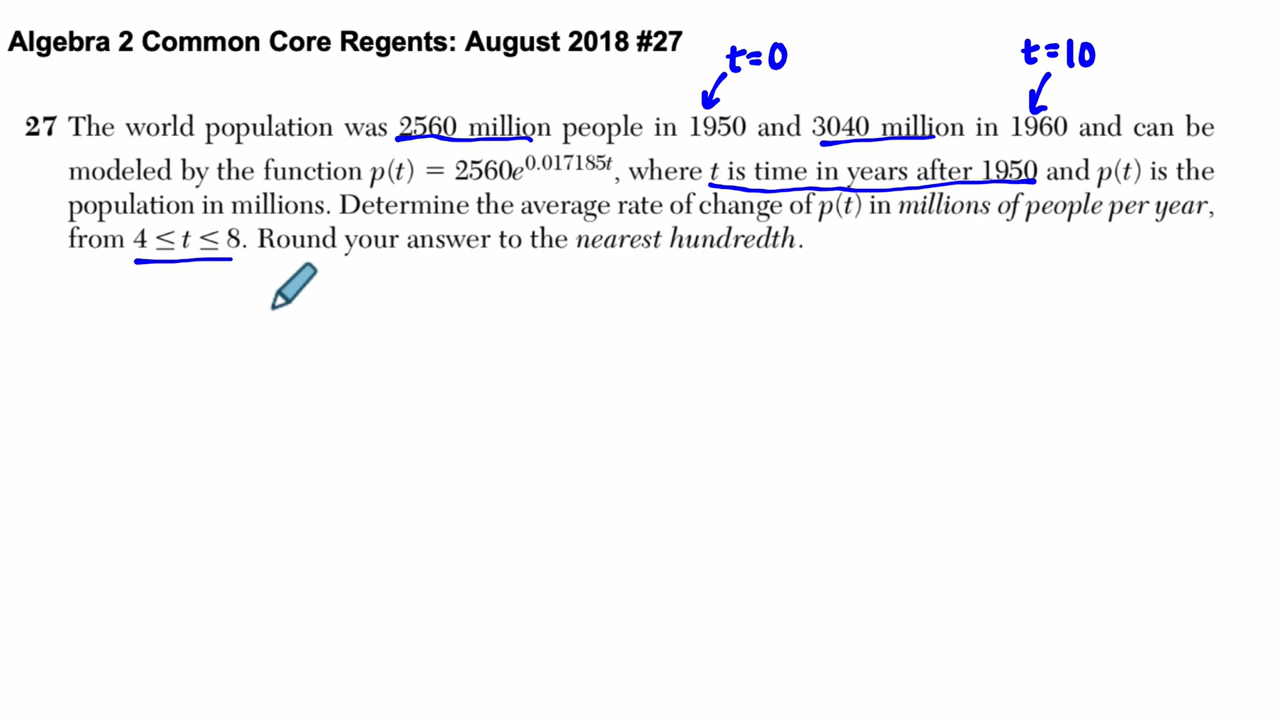 Algebra 2 Common Core Regents: August 2018 #27
t=0
t=10
27 The world population was 2560 million people in 1950 and 3040 million in 1960 and can be
modeled by the function p(t) = 2560e^0.017185t, where t is time in years after 1950 and p(t) is the
population in millions. Determine the average rate of change of p(t) in millions of people per year,
from 4 ≤ t ≤ 8. Round your answer to the nearest hundredth.